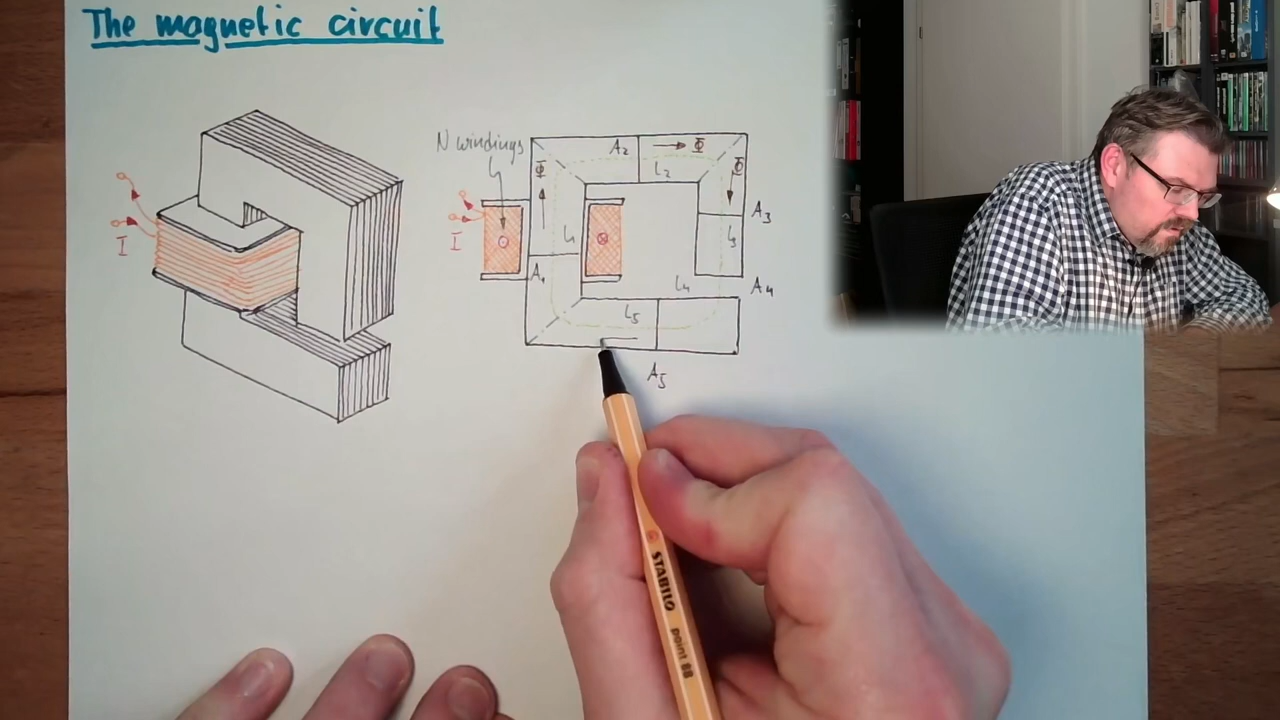 The magnetic circuit
N windings
I
I
Φ
A₂
Φ
l₂
Φ
A₃
l₁
l₃
A₁
l₄
A₄
l₅
A₅
STABILO
point 88